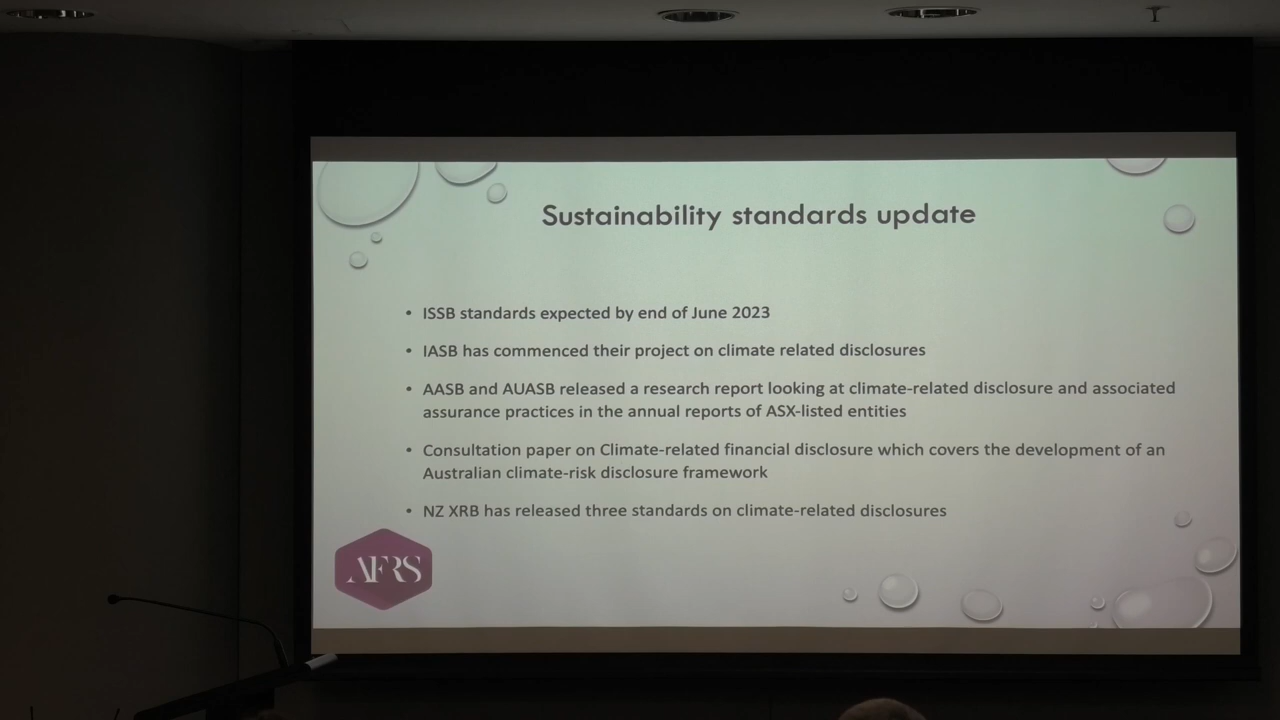 Sustainability standards update
• ISSB standards expected by end of June 2023
• IASB has commenced their project on climate related disclosures
• AASB and AUASB released a research report looking at climate-related disclosure and associated
assurance practices in the annual reports of ASX-listed entities
• Consultation paper on Climate-related financial disclosure which covers the development of an
Australian climate-risk disclosure framework
• NZ XRB has released three standards on climate-related disclosures
AFRS